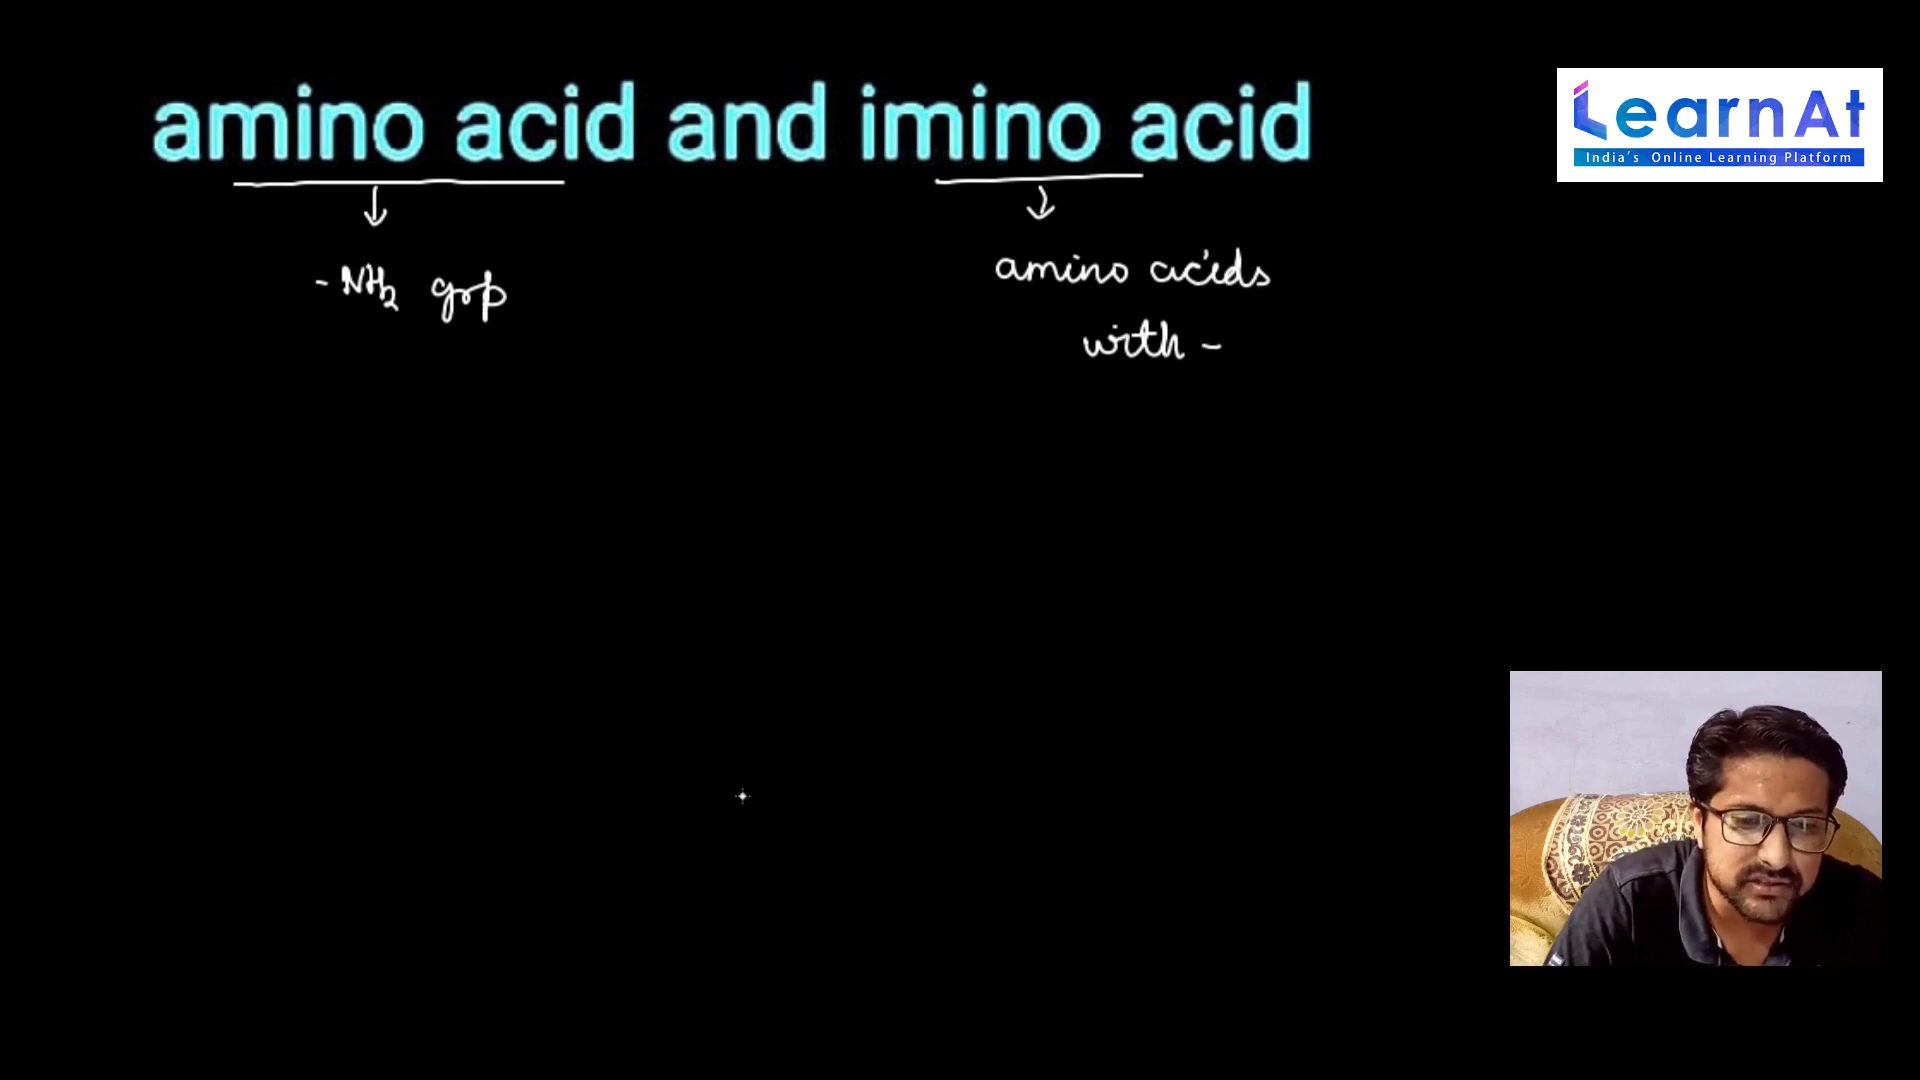 amino acid and imino acid
LearnAt
India's Online Learning Platform
-NH2 grp
amino acids
with -